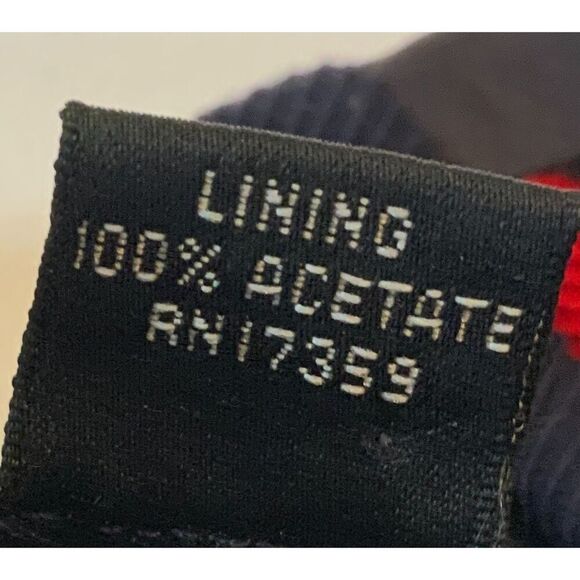 LINING
100% ACETATE
RN17359